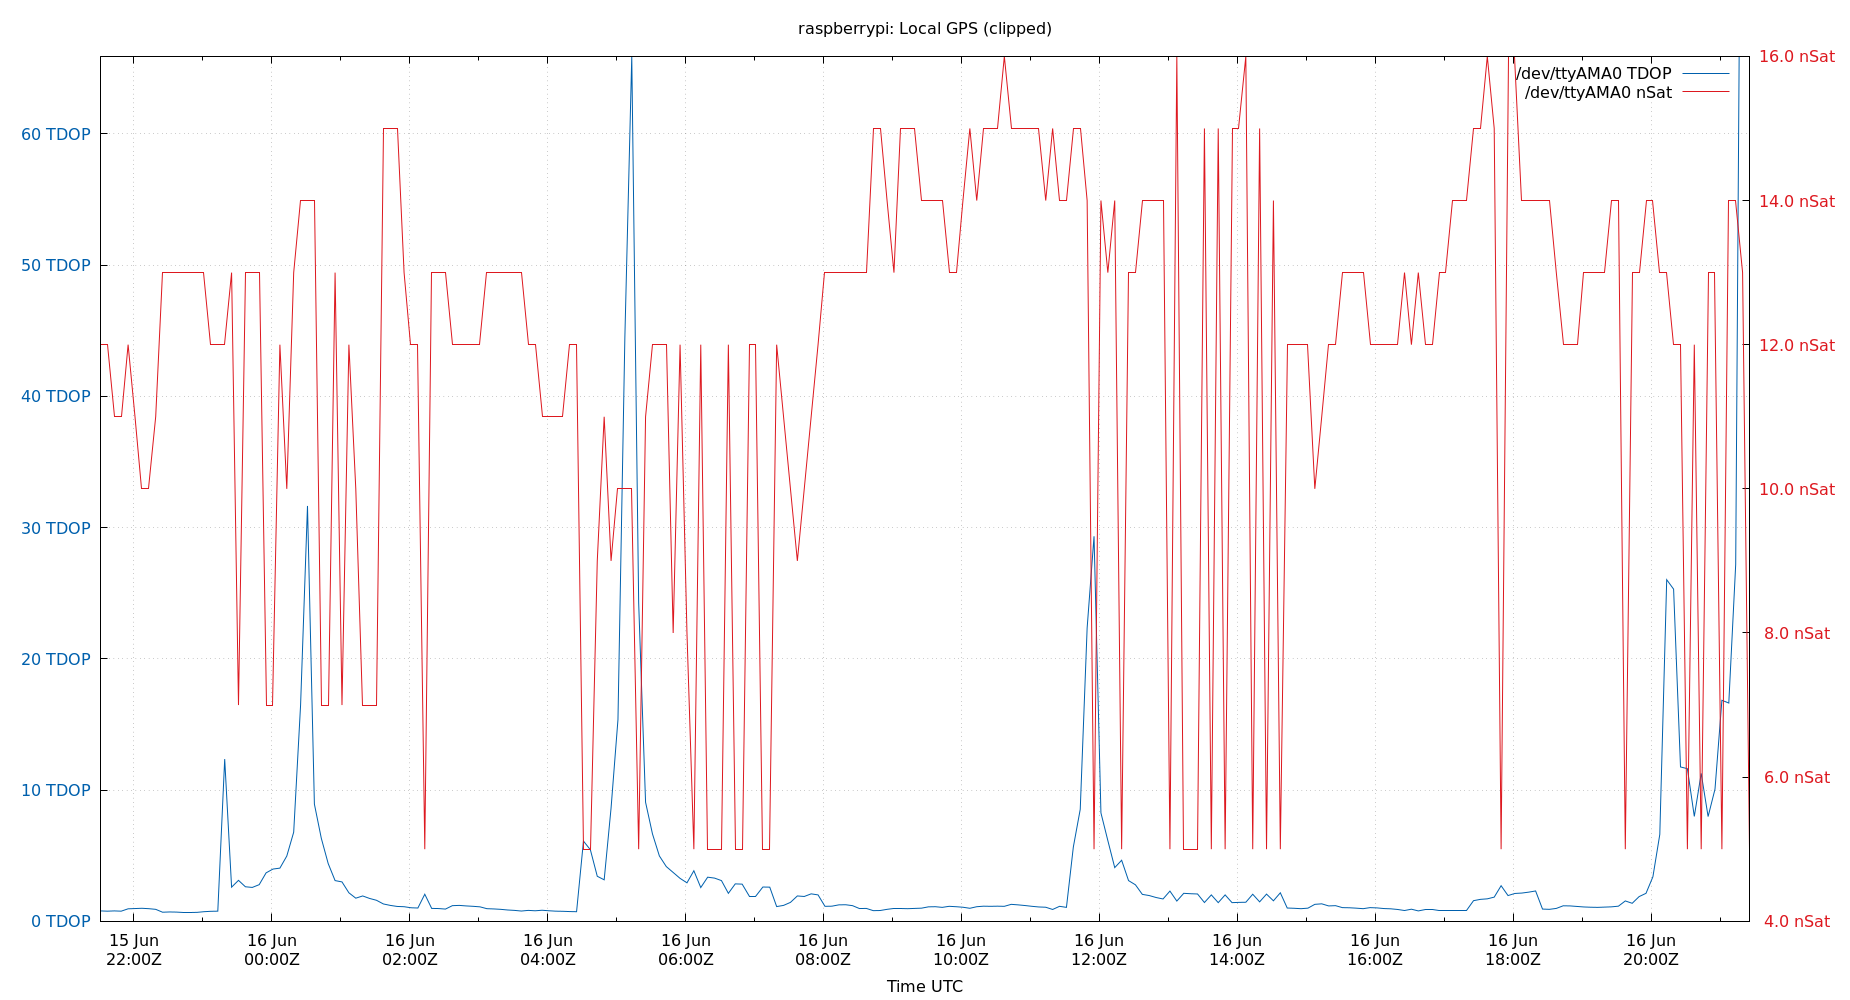 raspberrypi: Local GPS (clipped)
/dev/ttyAMA0 TDOP
/dev/ttyAMA0 nSat
60 TDOP
50 TDOP
40 TDOP
30 TDOP
20 TDOP
10 TDOP
0 TDOP
16.0 nSat
14.0 nSat
12.0 nSat
10.0 nSat
8.0 nSat
6.0 nSat
4.0 nSat
15 Jun
22:00Z
16 Jun
00:00Z
16 Jun
02:00Z
16 Jun
04:00Z
16 Jun
06:00Z
16 Jun
08:00Z
16 Jun
10:00Z
16 Jun
12:00Z
16 Jun
14:00Z
16 Jun
16:00Z
16 Jun
18:00Z
16 Jun
20:00Z
Time UTC